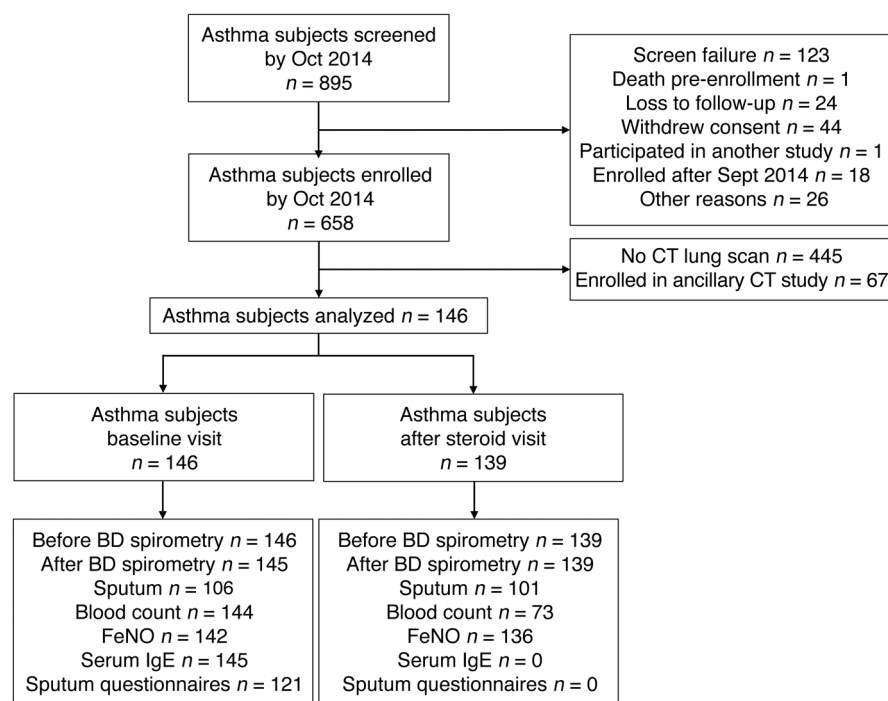 Asthma subjects screened
by Oct 2014
n = 895
Screen failure n = 123
Death pre-enrollment n = 1
Loss to follow-up n = 24
Withdrew consent n = 44
Participated in another study n = 1
Enrolled after Sept 2014 n = 18
Other reasons n = 26
Asthma subjects enrolled
by Oct 2014
n = 658
No CT lung scan n = 445
Enrolled in ancillary CT study n = 67
Asthma subjects analyzed n = 146
Asthma subjects
baseline visit
n = 146
Asthma subjects
after steroid visit
n = 139
Before BD spirometry n = 146
After BD spirometry n = 145
Sputum n = 106
Blood count n = 144
FeNO n = 142
Serum IgE n = 145
Sputum questionnaires n = 121
Before BD spirometry n = 139
After BD spirometry n = 139
Sputum n = 101
Blood count n = 73
FeNO n = 136
Serum IgE n = 0
Sputum questionnaires n = 0